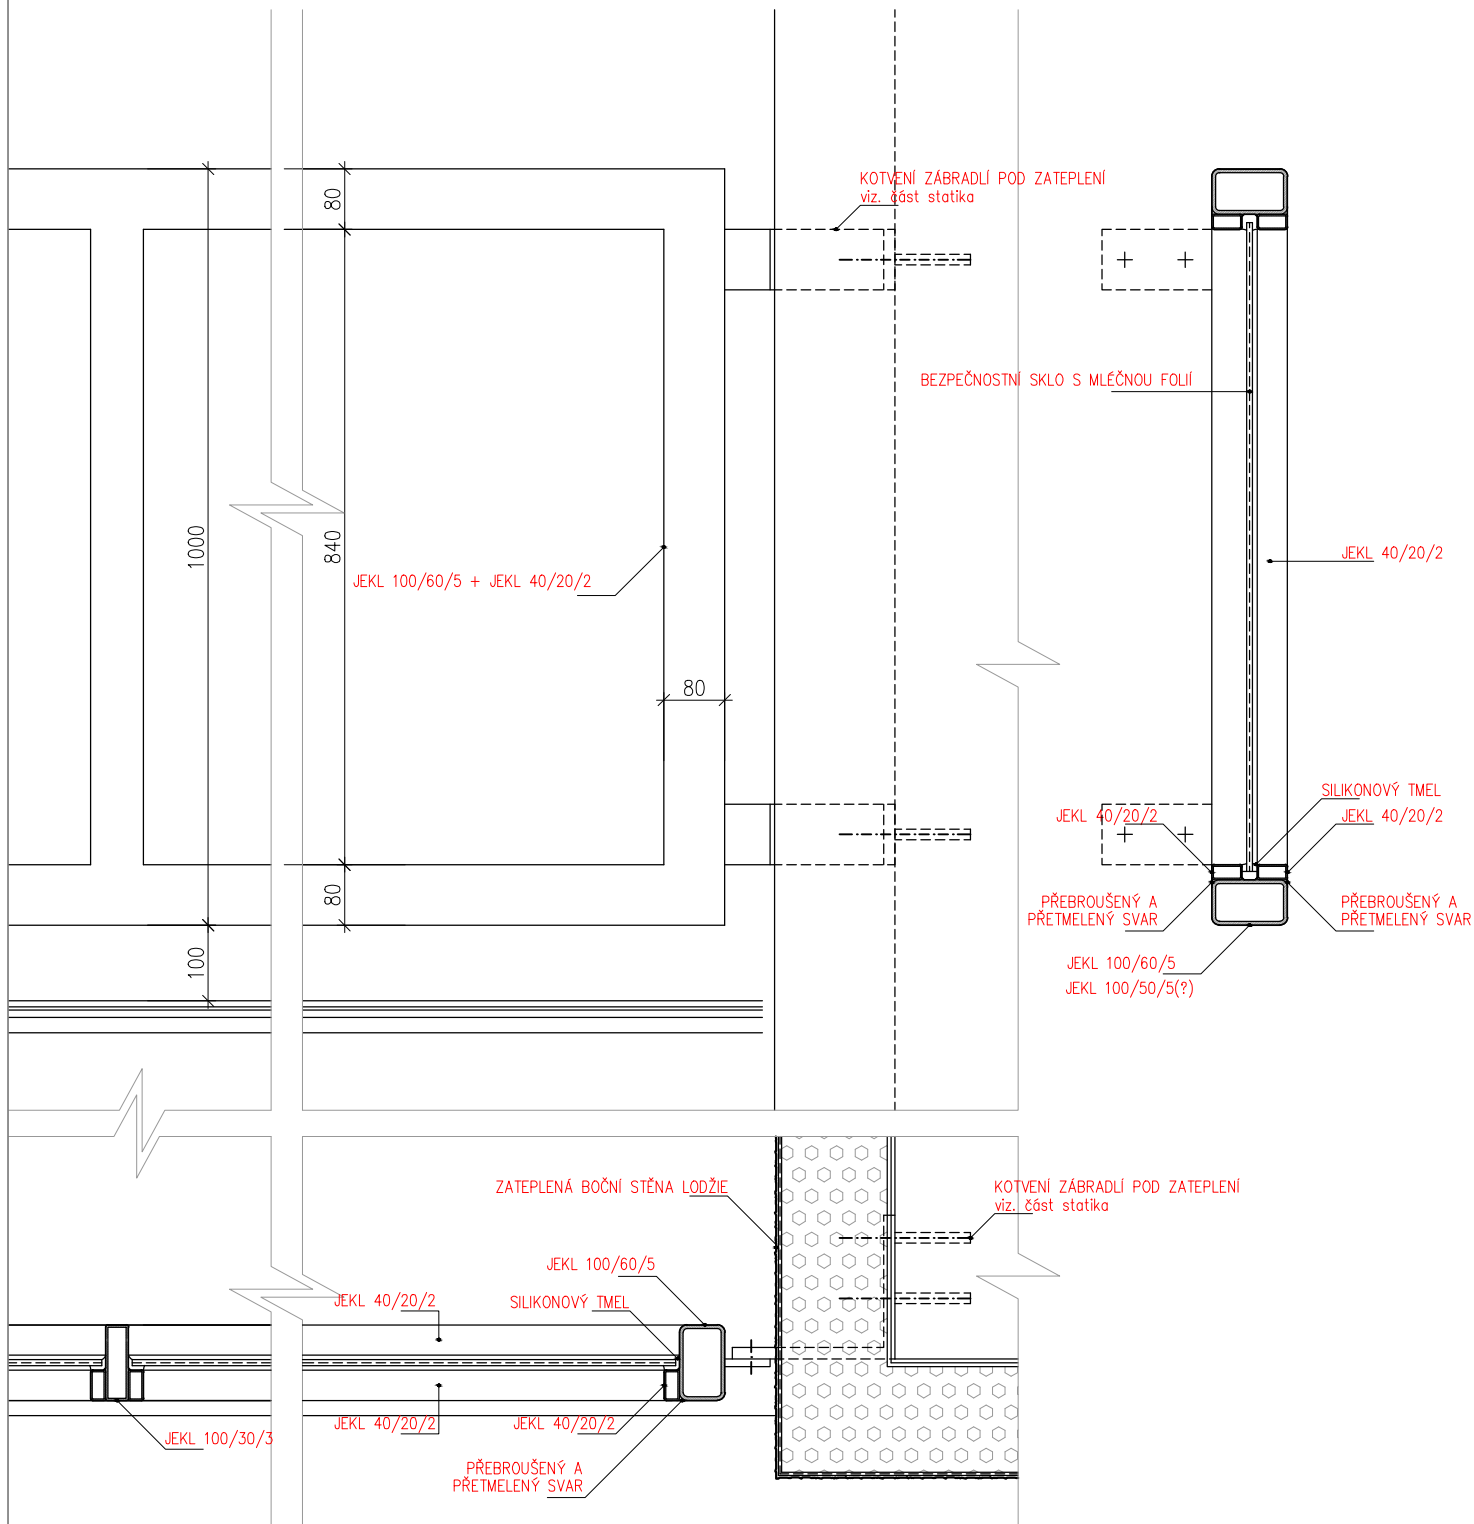 KOTVENÍ ZÁBRADLÍ POD ZATEPLENÍ
viz. část statika
80
BEZPEČNOSTNÍ SKLO S MLÉČNOU FOLIÍ
1000
840
JEKL 40/20/2
JEKL 100/60/5 + JEKL 40/20/2
80
SILIKONOVÝ TMEL
JEKL 40/20/2
JEKL 40/20/2
80
PŘEBROUŠENÝ A
PŘETMELENÝ SVAR
PŘEBROUŠENÝ A
PŘETMELENÝ SVAR
100
JEKL 100/60/5
JEKL 100/50/5(?)
ZATEPLENÁ BOČNÍ STĚNA LODŽIE
KOTVENÍ ZÁBRADLÍ POD ZATEPLENÍ
viz. část statika
JEKL 100/60/5
JEKL 40/20/2
SILIKONOVÝ TMEL
JEKL 40/20/2
JEKL 40/20/2
JEKL 100/30/3
PŘEBROUŠENÝ A
PŘETMELENÝ SVAR